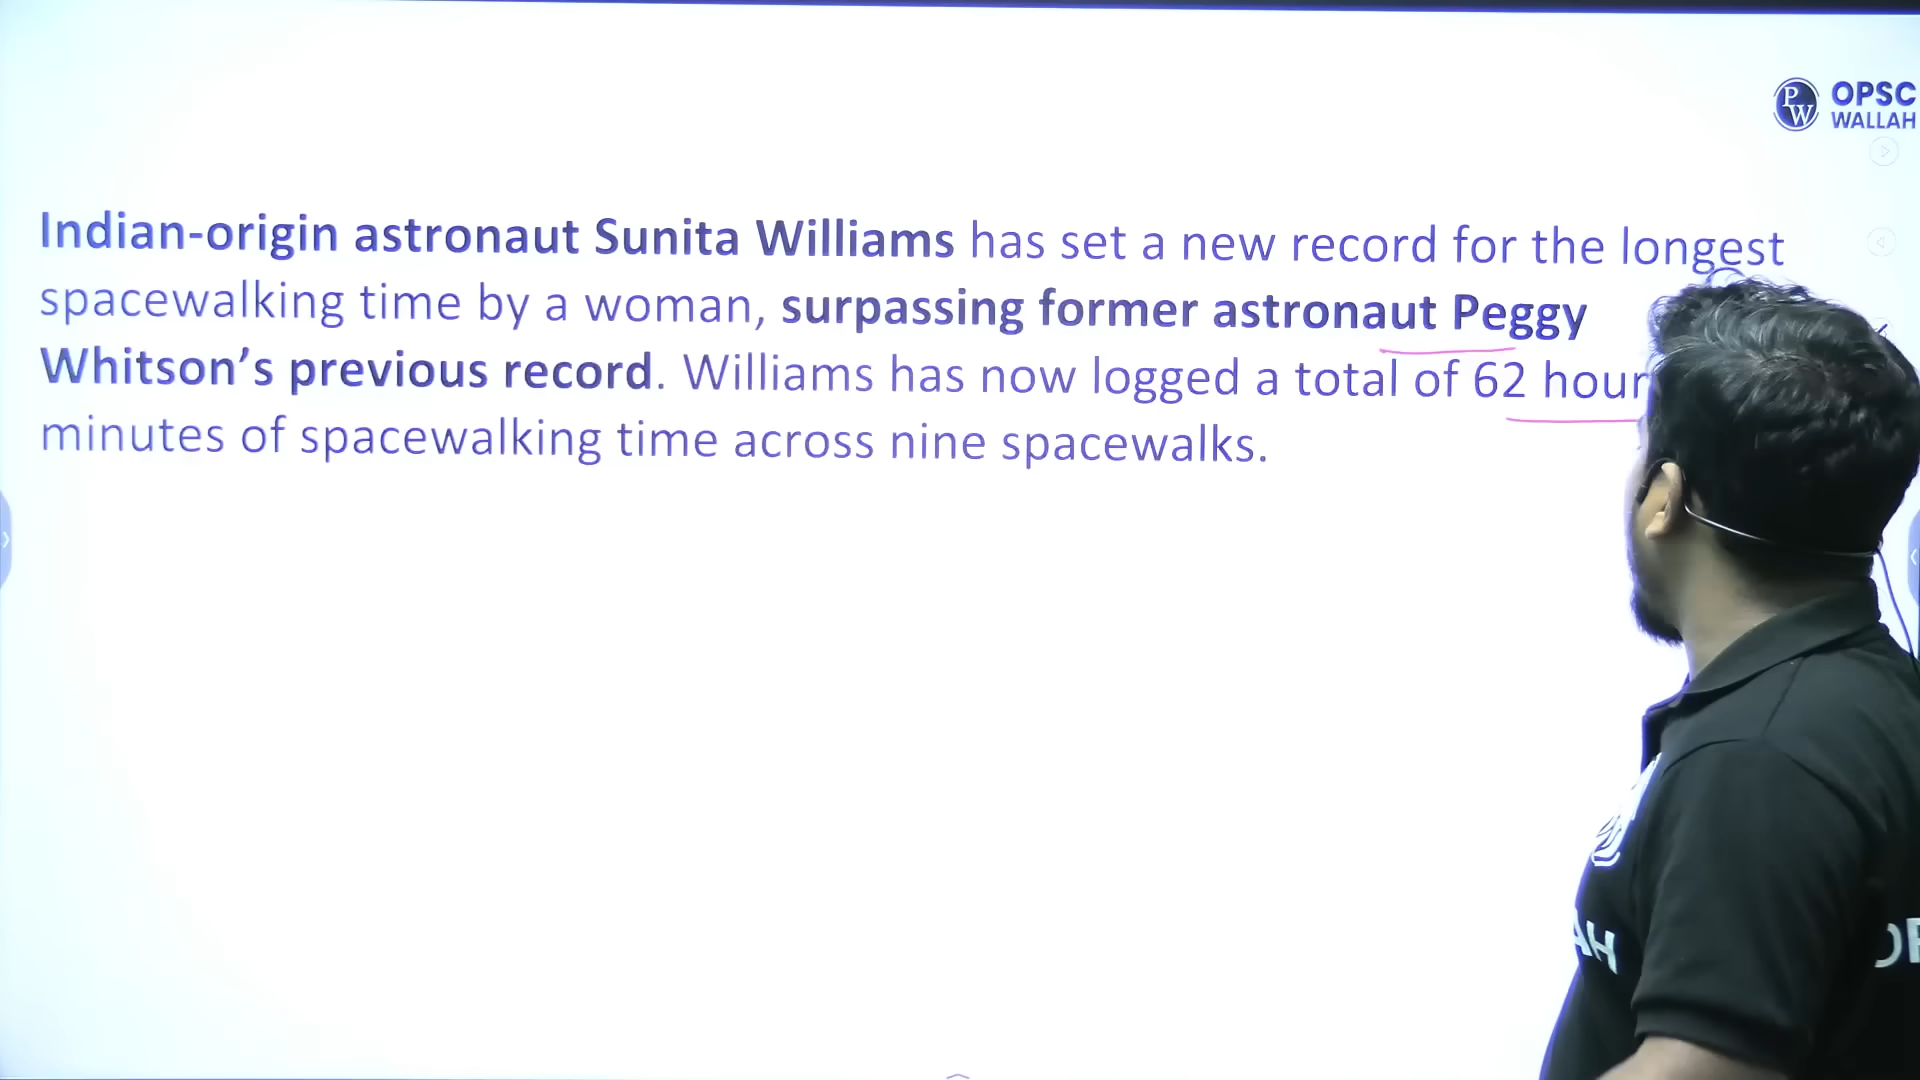 PW OPSC
WALLAH
Indian-origin astronaut Sunita Williams has set a new record for the longest
spacewalking time by a woman, surpassing former astronaut Peggy
Whitson’s previous record. Williams has now logged a total of 62 hour
minutes of spacewalking time across nine spacewalks.
AH